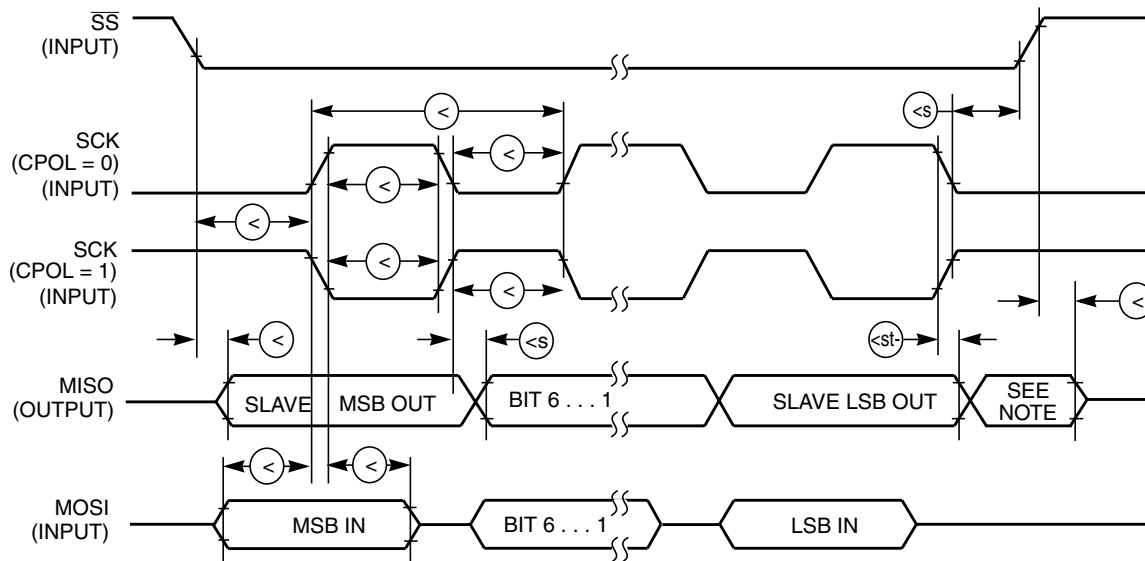 SS
(INPUT)
<
<s
SCK
(CPOL = 0)
(INPUT)
<
<
<
SCK
(CPOL = 1)
(INPUT)
<
<
<
<
<s
<st-
MISO
(OUTPUT)
SLAVE MSB OUT
BIT 6 . . . 1
SLAVE LSB OUT
SEE
NOTE
<
<
MOSI
(INPUT)
MSB IN
BIT 6 . . . 1
LSB IN